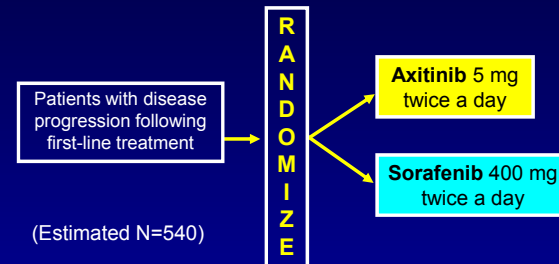 Patients with disease
progression following
first-line treatment
(Estimated N=540)
R
A
N
D
O
M
I
Z
E
Axitinib 5 mg
twice a day
Sorafenib 400 mg
twice a day